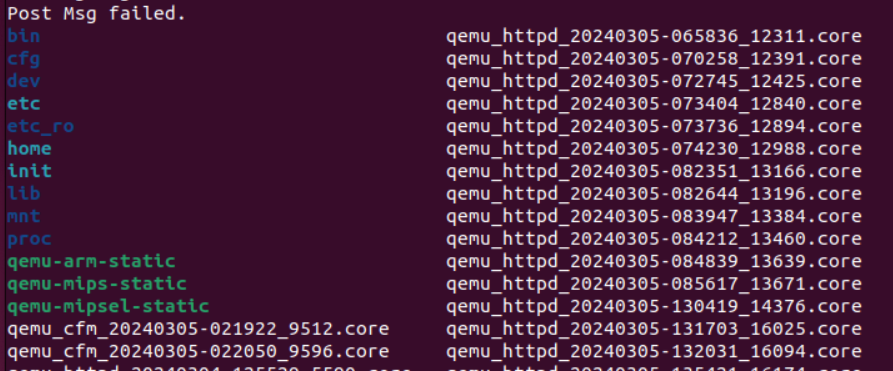 Post Msg failed.
bin qemu_httpd_20240305-065836_12311.core
cfg qemu_httpd_20240305-070258_12391.core
dev qemu_httpd_20240305-072745_12425.core
etc qemu_httpd_20240305-073404_12840.core
etc_ro qemu_httpd_20240305-073736_12894.core
home qemu_httpd_20240305-074230_12988.core
init qemu_httpd_20240305-082351_13166.core
lib qemu_httpd_20240305-082644_13196.core
mnt qemu_httpd_20240305-083947_13384.core
proc qemu_httpd_20240305-084212_13460.core
qemu-arm-static qemu_httpd_20240305-084839_13639.core
qemu-mips-static qemu_httpd_20240305-085617_13671.core
qemu-mipsel-static qemu_httpd_20240305-130419_14376.core
qemu_cfm_20240305-021922_9512.core qemu_httpd_20240305-131703_16025.core
qemu_cfm_20240305-022050_9596.core qemu_httpd_20240305-132031_16094.core